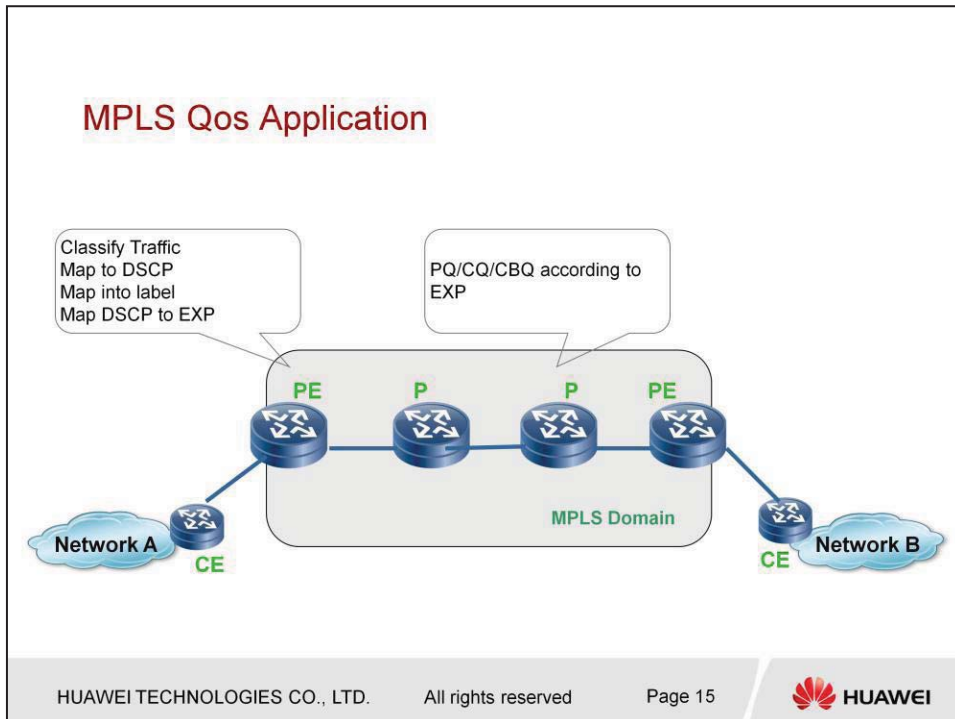 MPLS Qos Application
Classify Traffic
Map to DSCP
Map into label
Map DSCP to EXP
PQ/CQ/CBQ according to
EXP
PE
P
P
PE
MPLS Domain
Network A
CE
CE
Network B
HUAWEI TECHNOLOGIES CO., LTD.
All rights reserved
Page 15
HUAWEI